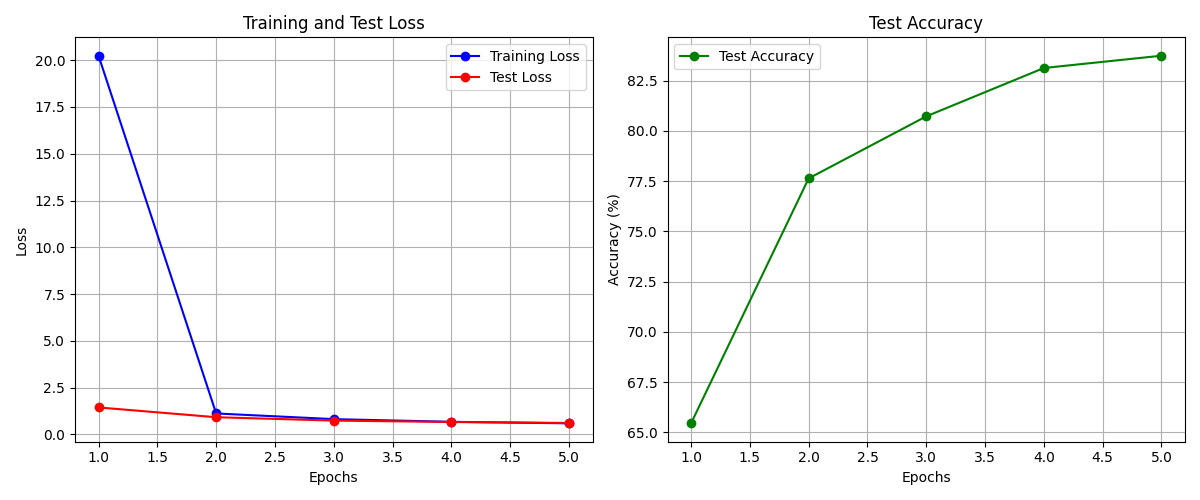 Training and Test Loss
Training Loss
Test Loss
20.0
17.5
15.0
12.5
10.0
7.5
5.0
2.5
0.0
Loss
1.0 1.5 2.0 2.5 3.0 3.5 4.0 4.5 5.0
Epochs
Test Accuracy
Test Accuracy
82.5
80.0
77.5
75.0
72.5
70.0
67.5
65.0
Accuracy (%)
1.0 1.5 2.0 2.5 3.0 3.5 4.0 4.5 5.0
Epochs